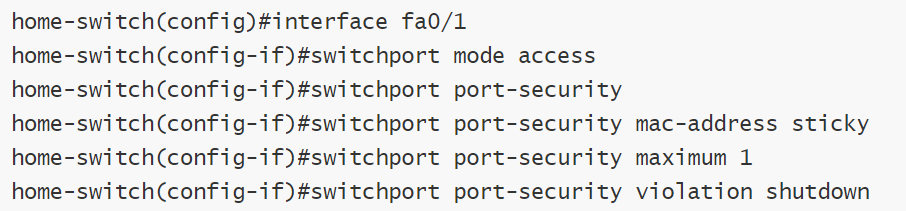 home-switch(config)#interface fa0/1
home-switch(config-if)#switchport mode access
home-switch(config-if)#switchport port-security
home-switch(config-if)#switchport port-security mac-address sticky
home-switch(config-if)#switchport port-security maximum 1
home-switch(config-if)#switchport port-security violation shutdown